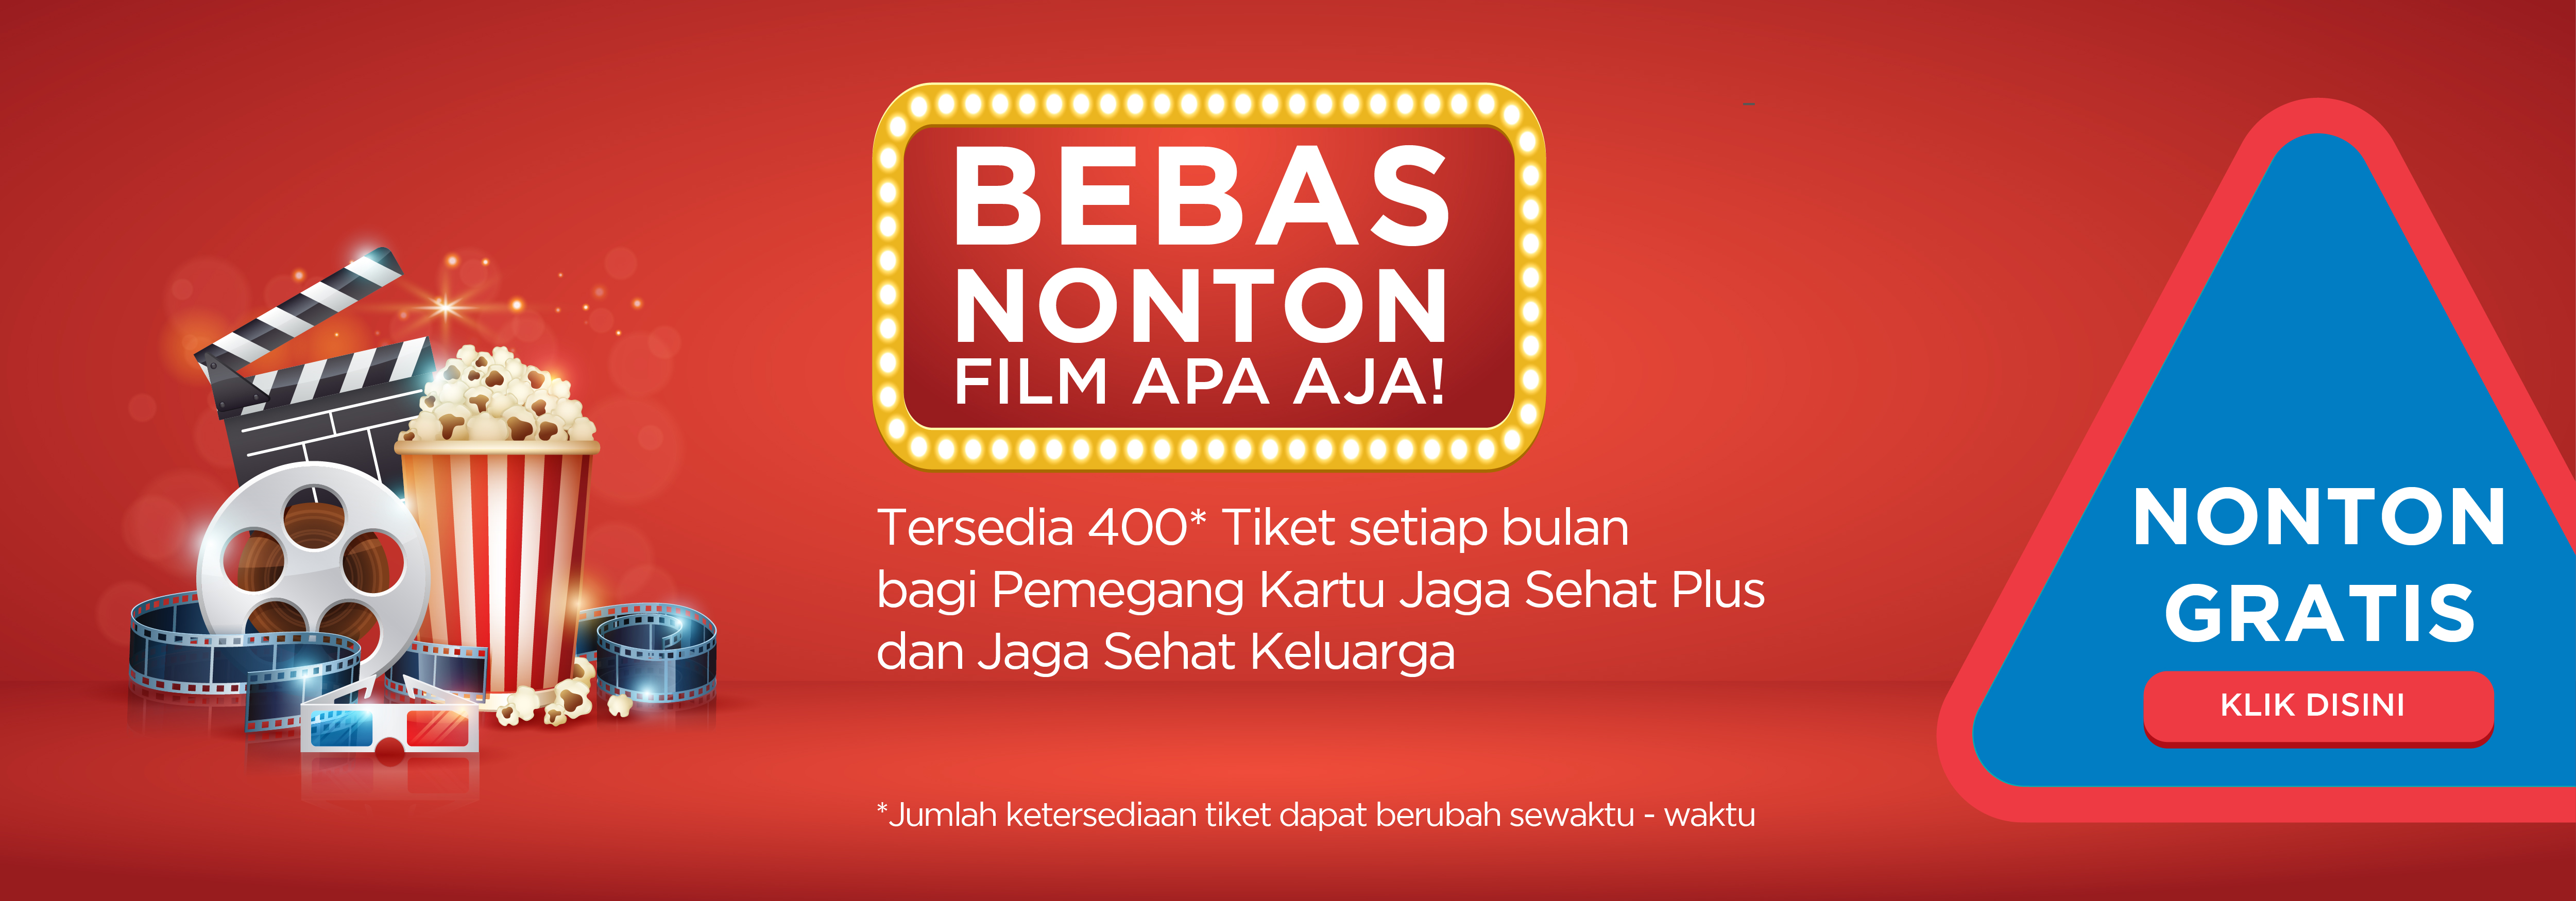 BEBAS
NONTON
FILM APA AJA!
Tersedia 400* Tiket setiap bulan
bagi Pemegang Kartu Jaga Sehat Plus
dan Jaga Sehat Keluarga
*Jumlah ketersediaan tiket dapat berubah sewaktu - waktu
NONTON
GRATIS
KLIK DISINI